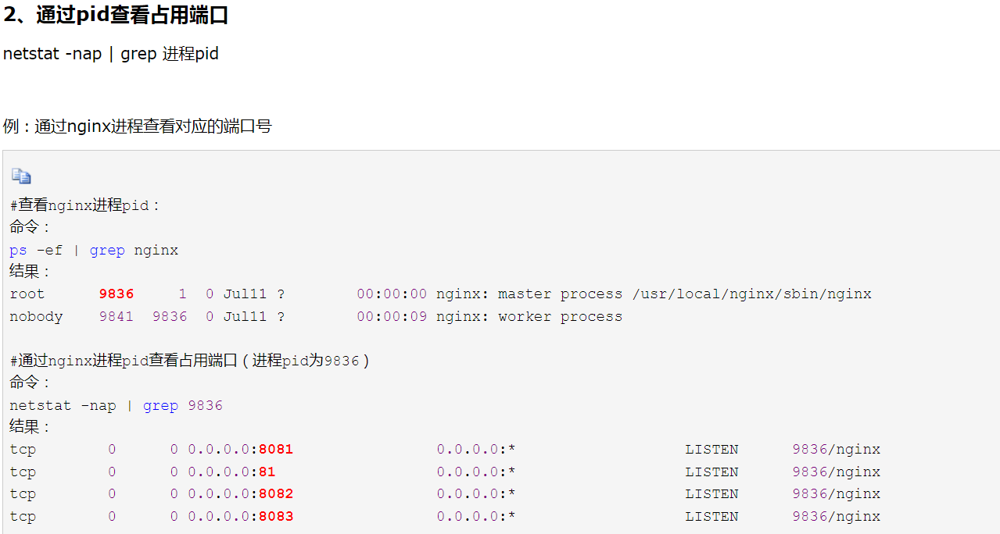 2、通过pid查看占用端口
netstat -nap | grep 进程pid
例：通过nginx进程查看对应的端口号
#查看nginx进程pid：
命令：
ps -ef | grep nginx
结果：
root 9836 1 0 Jul11 ? 00:00:00 nginx: master process /usr/local/nginx/sbin/nginx
nobody 9841 9836 0 Jul11 ? 00:00:09 nginx: worker process
#通过nginx进程pid查看占用端口（进程pid为9836）
命令：
netstat -nap | grep 9836
结果：
tcp 0 0 0.0.0.0:8081 0.0.0.0:* LISTEN 9836/nginx
tcp 0 0 0.0.0.0:81 0.0.0.0:* LISTEN 9836/nginx
tcp 0 0 0.0.0.0:8082 0.0.0.0:* LISTEN 9836/nginx
tcp 0 0 0.0.0.0:8083 0.0.0.0:* LISTEN 9836/nginx